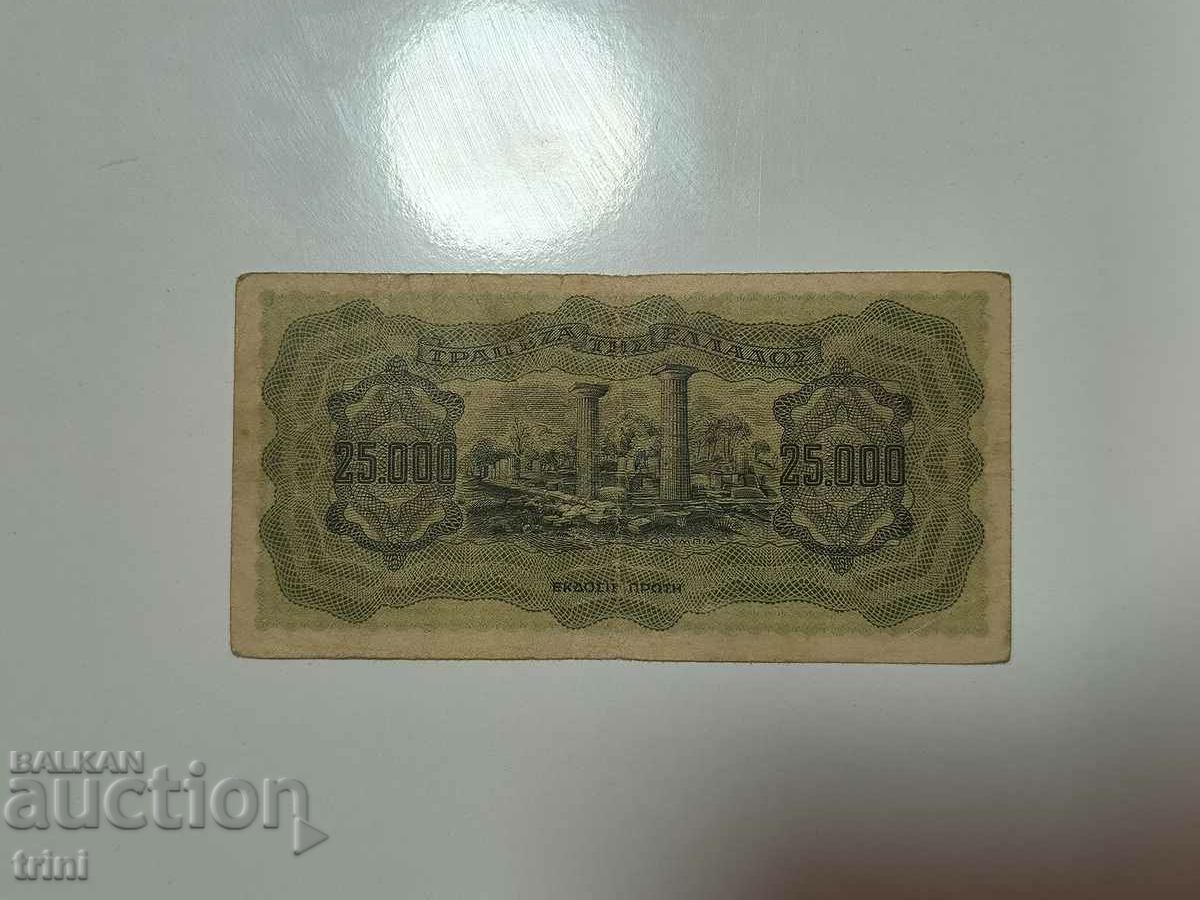 ΤΡΑΠΕΖΑ ΤΗΣ ΕΛΛΑΔΟΣ
25.000 25.000
ΕΚΔΟΣΙΣ ΠΡΩΤΗ
BALKAN
auction
trini